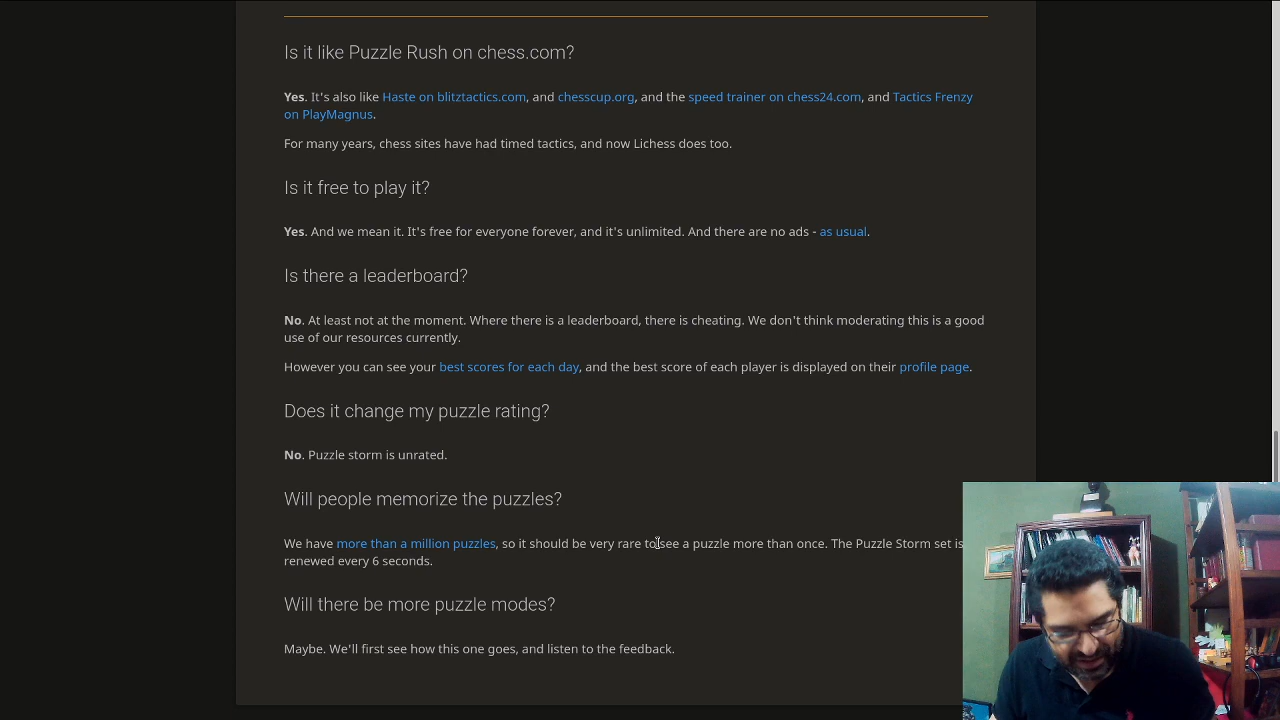 Is it like Puzzle Rush on chess.com?
Yes. It's also like Haste on blitztactics.com, and chesscup.org, and the speed trainer on chess24.com, and Tactics Frenzy
on PlayMagnus.
For many years, chess sites have had timed tactics, and now Lichess does too.
Is it free to play it?
Yes. And we mean it. It's free for everyone forever, and it's unlimited. And there are no ads - as usual.
Is there a leaderboard?
No. At least not at the moment. Where there is a leaderboard, there is cheating. We don't think moderating this is a good
use of our resources currently.
However you can see your best scores for each day, and the best score of each player is displayed on their profile page.
Does it change my puzzle rating?
No. Puzzle storm is unrated.
Will people memorize the puzzles?
We have more than a million puzzles, so it should be very rare to see a puzzle more than once. The Puzzle Storm set is
renewed every 6 seconds.
Will there be more puzzle modes?
Maybe. We'll first see how this one goes, and listen to the feedback.